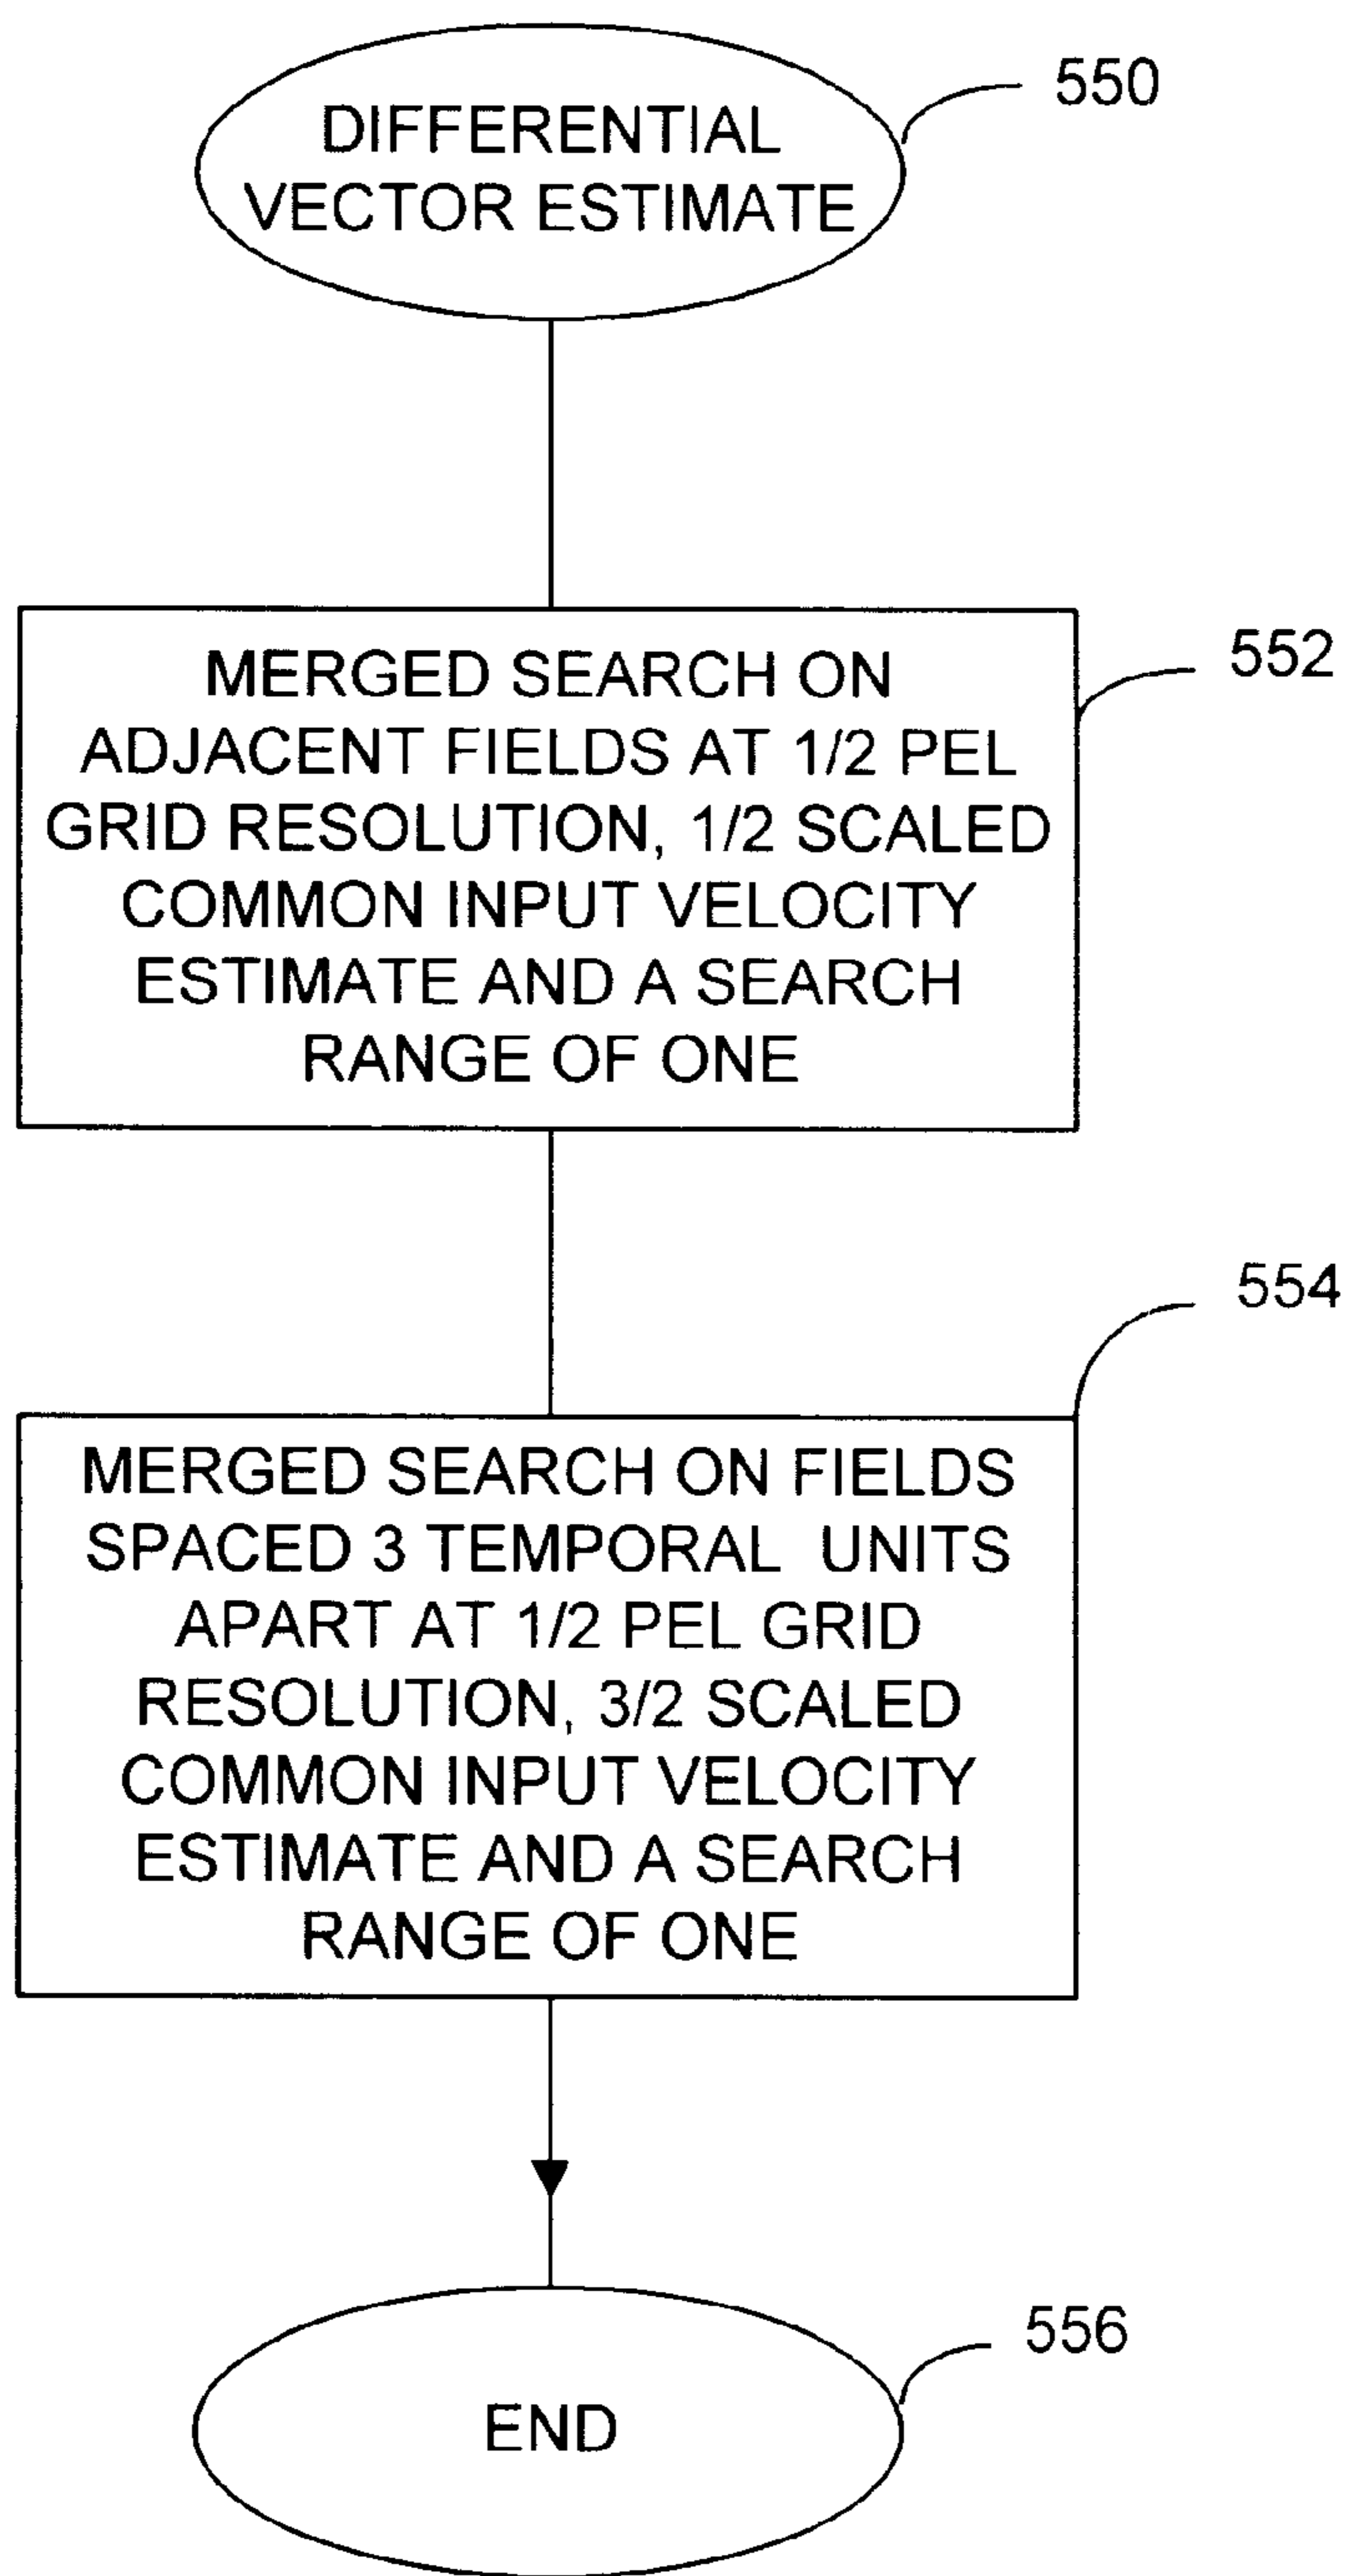 DIFFERENTIAL
VECTOR ESTIMATE
550
MERGED SEARCH ON
ADJACENT FIELDS AT 1/2 PEL
GRID RESOLUTION, 1/2 SCALED
COMMON INPUT VELOCITY
ESTIMATE AND A SEARCH
RANGE OF ONE
552
MERGED SEARCH ON FIELDS
SPACED 3 TEMPORAL UNITS
APART AT 1/2 PEL GRID
RESOLUTION, 3/2 SCALED
COMMON INPUT VELOCITY
ESTIMATE AND A SEARCH
RANGE OF ONE
554
END
556